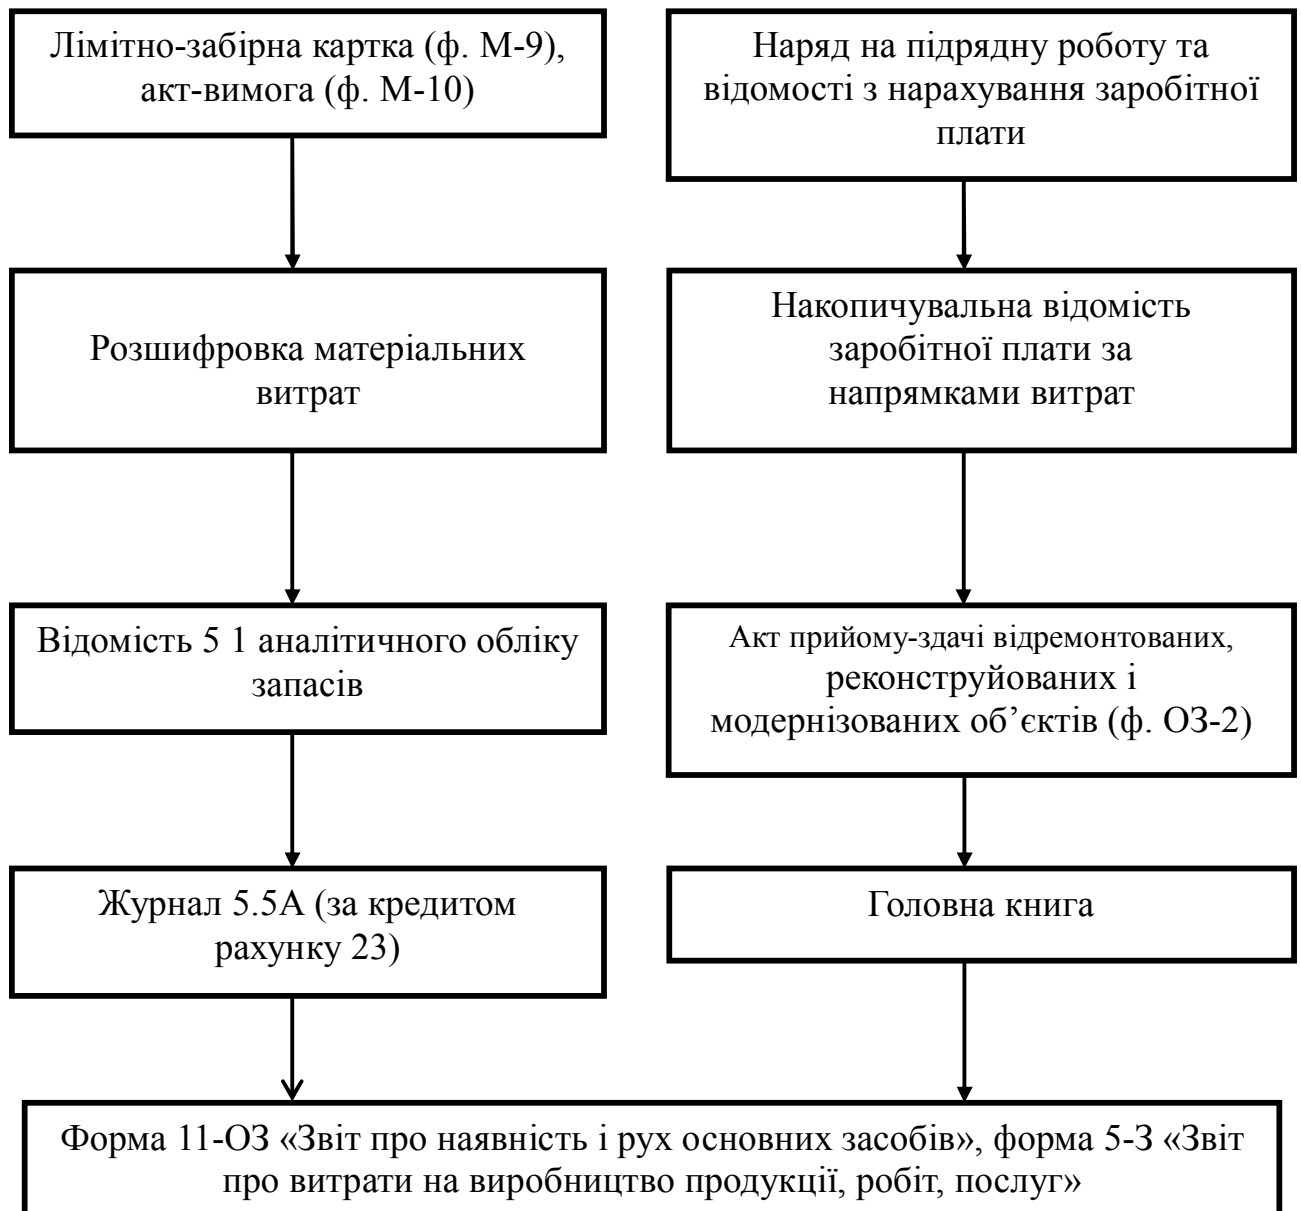 Лімітно-забірна картка (ф. М-9),
акт-вимога (ф. М-10)
Наряд на підрядну роботу та
відомості з нарахування заробітної
плати
Розшифровка матеріальних
витрат
Накопичувальна відомість
заробітної плати за
напрямками витрат
Відомість 5 1 аналітичного обліку
запасів
Акт прийому-здачі відремонтованих,
реконструйованих і
модернізованих об’єктів (ф. ОЗ-2)
Журнал 5.5А (за кредитом
рахунку 23)
Головна книга
Форма 11-ОЗ «Звіт про наявність і рух основних засобів», форма 5-З «Звіт
про витрати на виробництво продукції, робіт, послуг»